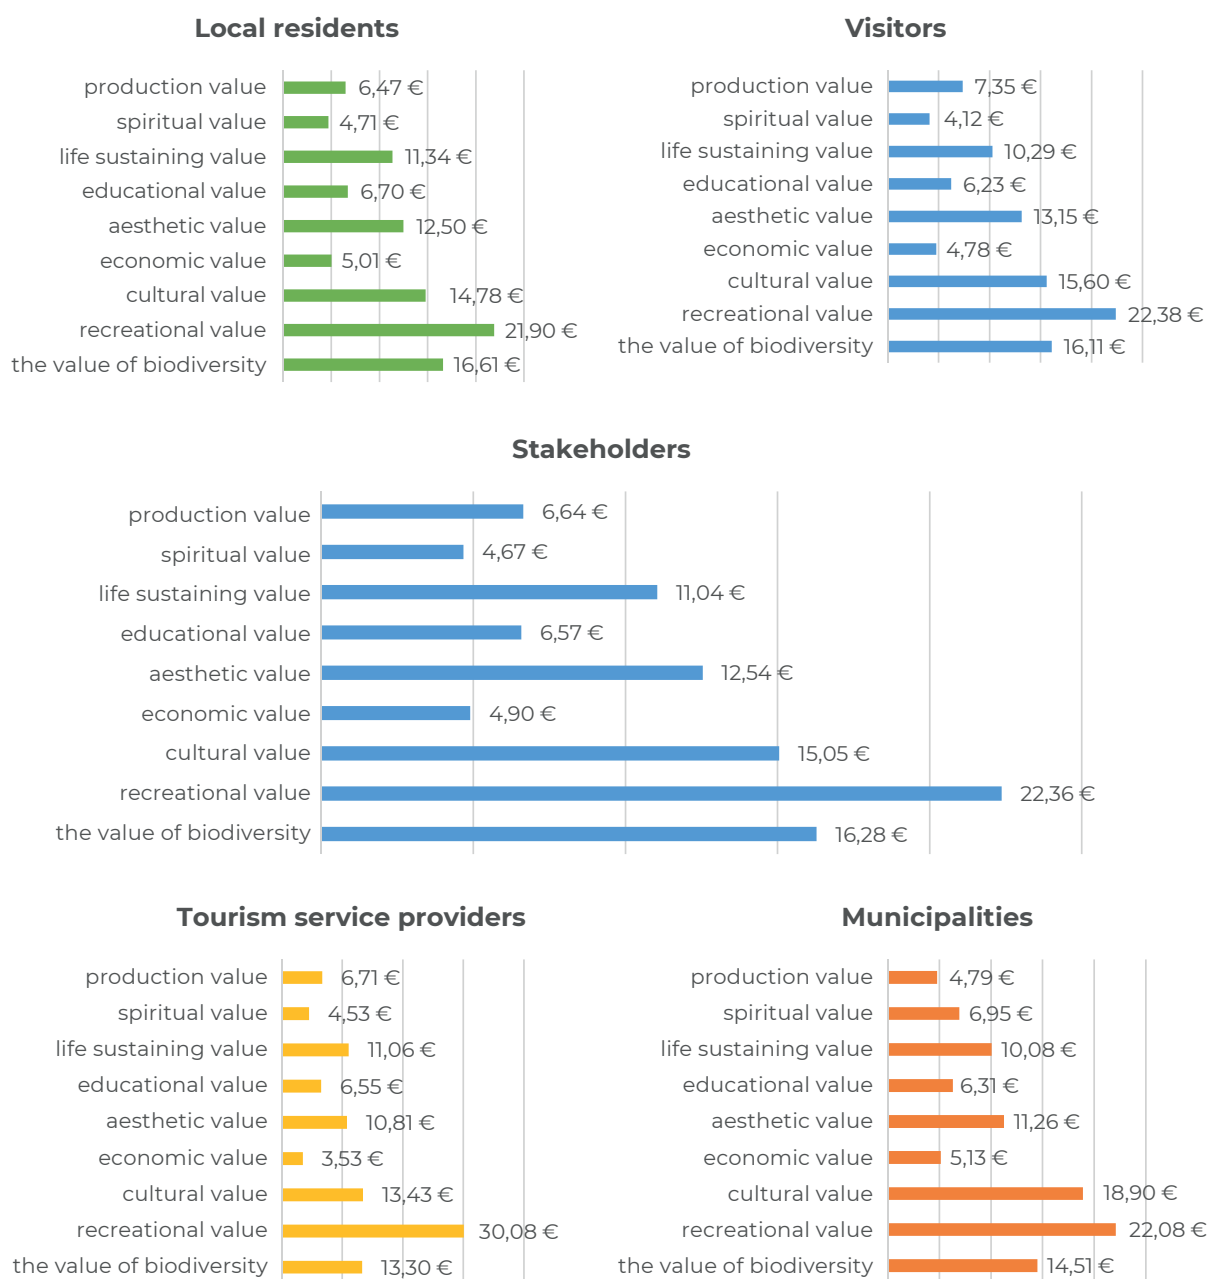 Local residents
production value 6,47 €
spiritual value 4,71 €
life sustaining value 11,34 €
educational value 6,70 €
aesthetic value 12,50 €
economic value 5,01 €
cultural value 14,78 €
recreational value 21,90 €
the value of biodiversity 16,61 €
Visitors
production value 7,35 €
spiritual value 4,12 €
life sustaining value 10,29 €
educational value 6,23 €
aesthetic value 13,15 €
economic value 4,78 €
cultural value 15,60 €
recreational value 22,38 €
the value of biodiversity 16,11 €
Stakeholders
production value 6,64 €
spiritual value 4,67 €
life sustaining value 11,04 €
educational value 6,57 €
aesthetic value 12,54 €
economic value 4,90 €
cultural value 15,05 €
recreational value 22,36 €
the value of biodiversity 16,28 €
Tourism service providers
production value 6,71 €
spiritual value 4,53 €
life sustaining value 11,06 €
educational value 6,55 €
aesthetic value 10,81 €
economic value 3,53 €
cultural value 13,43 €
recreational value 30,08 €
the value of biodiversity 13,30 €
Municipalities
production value 4,79 €
spiritual value 6,95 €
life sustaining value 10,08 €
educational value 6,31 €
aesthetic value 11,26 €
economic value 5,13 €
cultural value 18,90 €
recreational value 22,08 €
the value of biodiversity 14,51 €